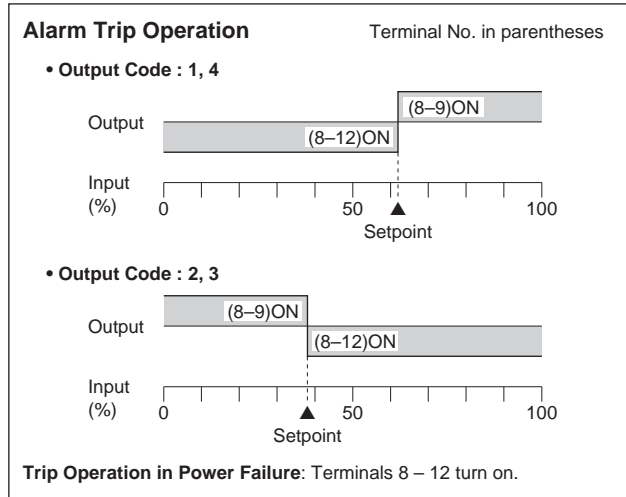 Alarm Trip Operation Terminal No. in parentheses
• Output Code : 1, 4
(8–9)ON
Output
(8–12)ON
Input
(%)
0 50 100
Setpoint
• Output Code : 2, 3
(8–9)ON
Output
(8–12)ON
Input
(%)
0 50 100
Setpoint
Trip Operation in Power Failure: Terminals 8 – 12 turn on.